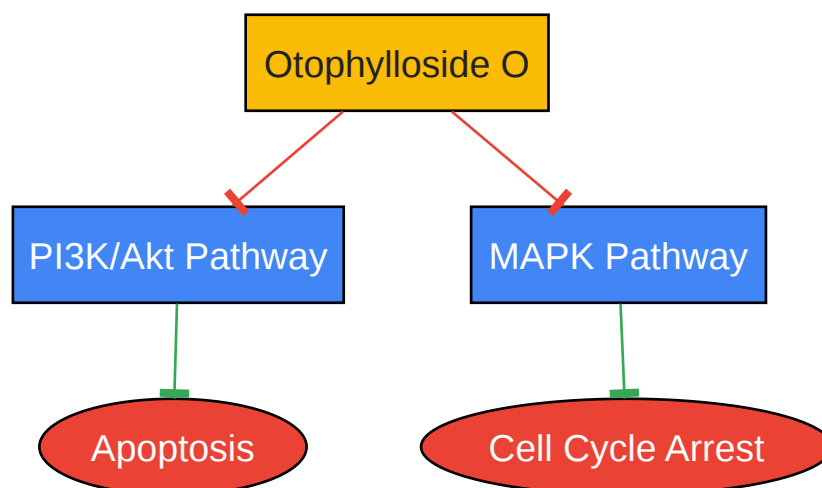 Otophylloside O
PI3K/Akt Pathway
MAPK Pathway
Apoptosis
Cell Cycle Arrest